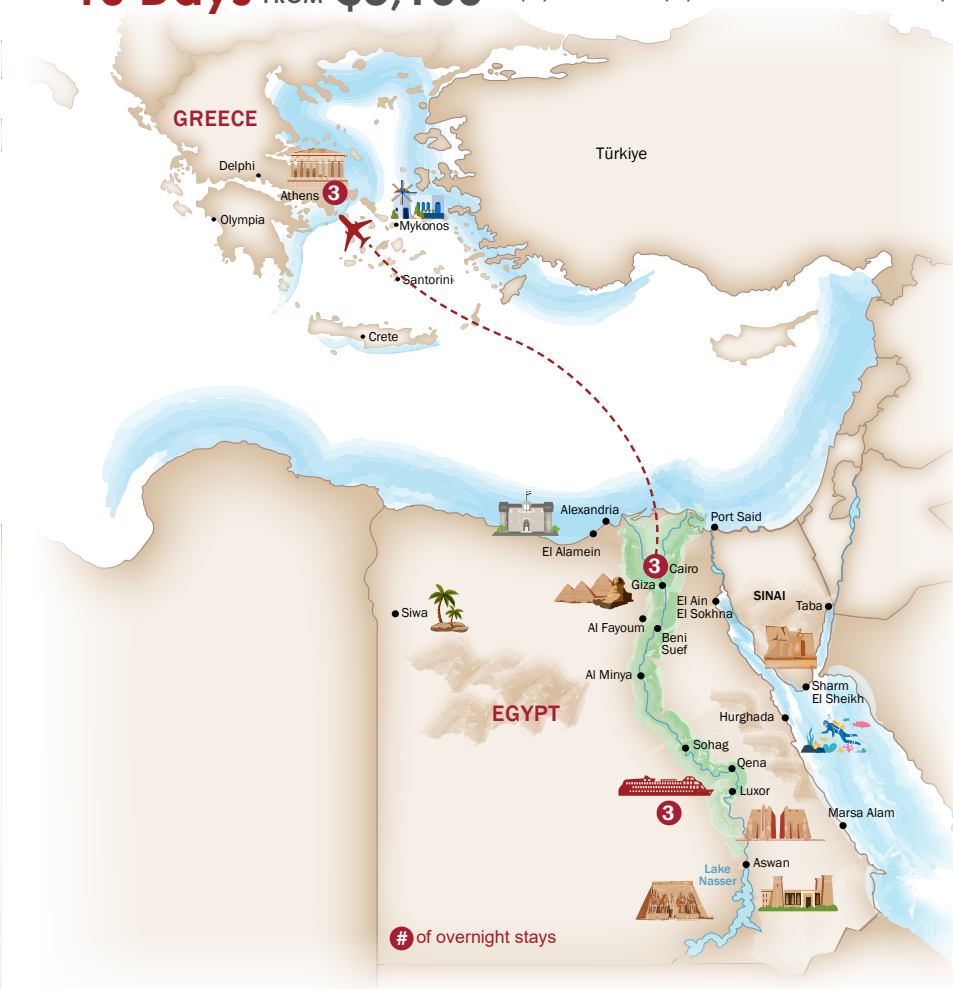 Days FROM
GREECE
Türkiye
Delphi
Athens 3
Olympia
Mykonos
Santorini
Crete
Alexandria
Port Said
El Alamein
3 Cairo
Giza
El Ain
El Sokhna
SINAI
Taba
Siwa
Al Fayoum
Beni
Suef
Al Minya
Sharm
El Sheikh
EGYPT
Hurghada
Sohag
Qena
Luxor
3
Marsa Alam
Aswan
Lake
Nasser
# of overnight stays